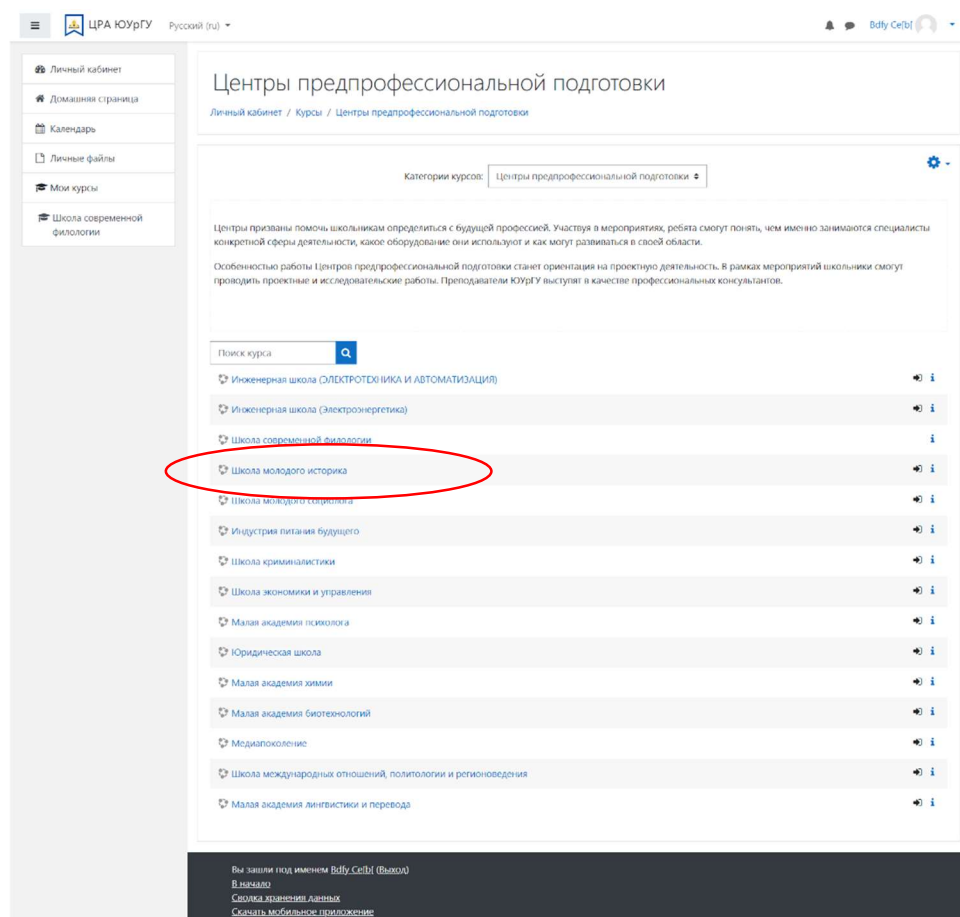 ЦРА ЮУрГУ Русский (ru)
Bdfy Ce[b[
Личный кабинет
Домашняя страница
Календарь
Личные файлы
Мои курсы
Школа современной
филологии
Центры предпрофессиональной подготовки
Личный кабинет / Курсы / Центры предпрофессиональной подготовки
Категории курсов: Центры предпрофессиональной подготовки
Центры призваны помочь школьникам определиться с будущей профессией. Участвуя в мероприятиях, ребята смогут понять, чем именно занимаются специалисты
конкретной сферы деятельности, какое оборудование они используют и как могут развиваться в своей области.
Особенностью работы Центров предпрофессиональной подготовки станет ориентация на проектную деятельность. В рамках мероприятий школьники смогут
проводить проектные и исследовательские работы. Преподаватели ЮУрГУ выступят в качестве профессиональных консультантов.
Поиск курса
Инженерная школа (ЭЛЕКТРОТЕХНИКА И АВТОМАТИЗАЦИЯ)
Инженерная школа (Электроэнергетика)
Школа современной филологии
Школа молодого историка
Школа молодого социолога
Индустрия питания будущего
Школа криминалистики
Школа экономики и управления
Малая академия психолога
Юридическая школа
Малая академия химии
Малая академия биотехнологий
Медиапоколение
Школа международных отношений, политологии и регионоведения
Малая академия лингвистики и перевода
Вы зашли под именем Bdfy Ce[b[ (Выход)
В начало
Сводка хранения данных
Скачать мобильное приложение